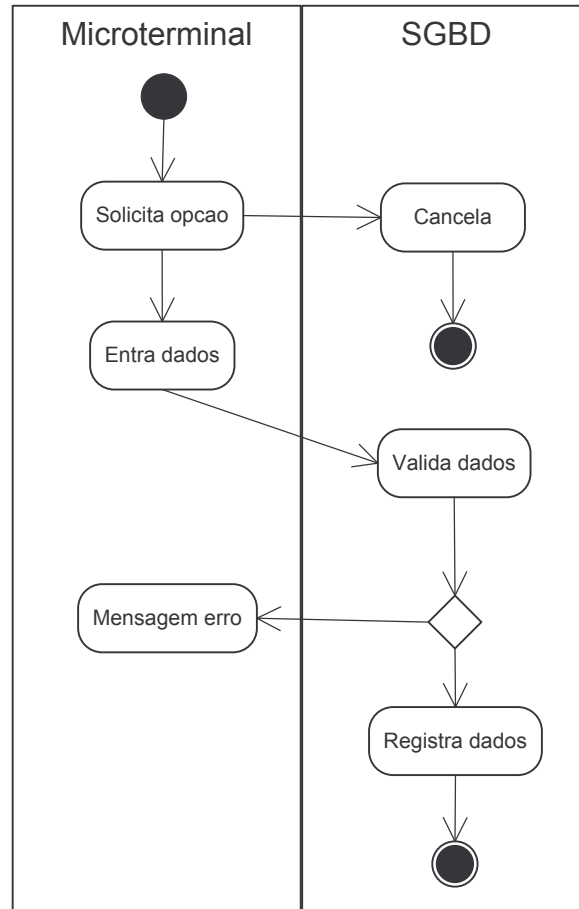 Microterminal
SGBD
Solicita opcao
Cancela
Entra dados
Valida dados
Mensagem erro
Registra dados